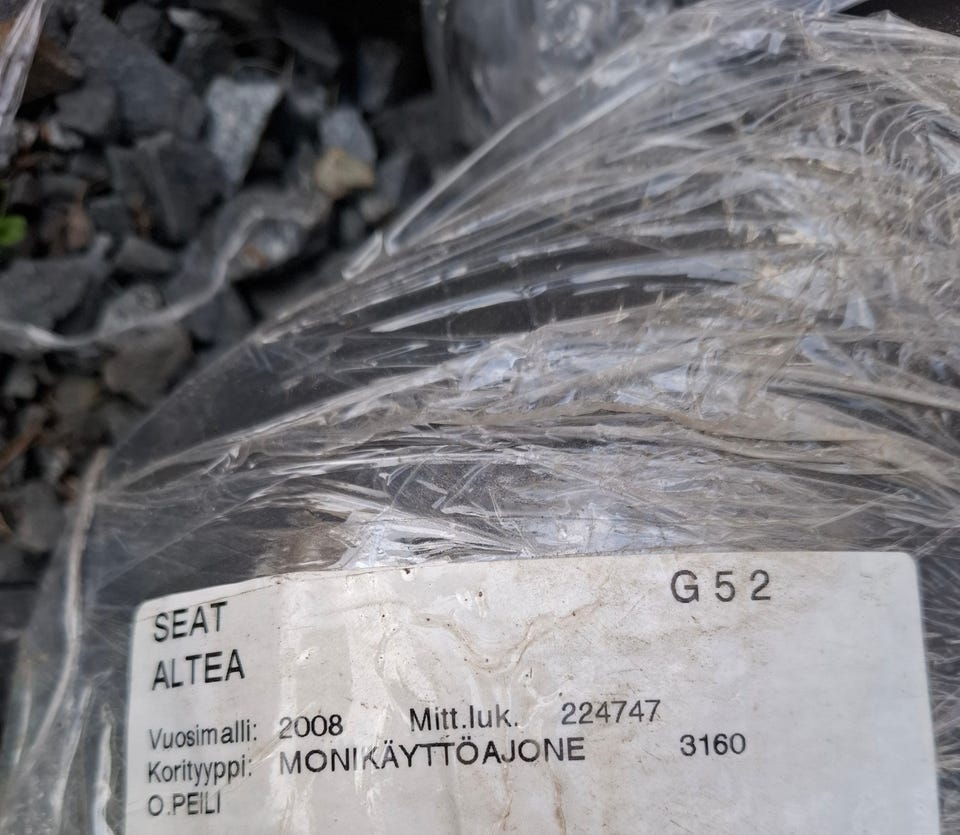 SEAT G52
ALTEA
Vuosimalli: 2008 Mitt.luk. 224747
Korityyppi: MONIKÄYTTÖAJONE 3160
O.PEILI